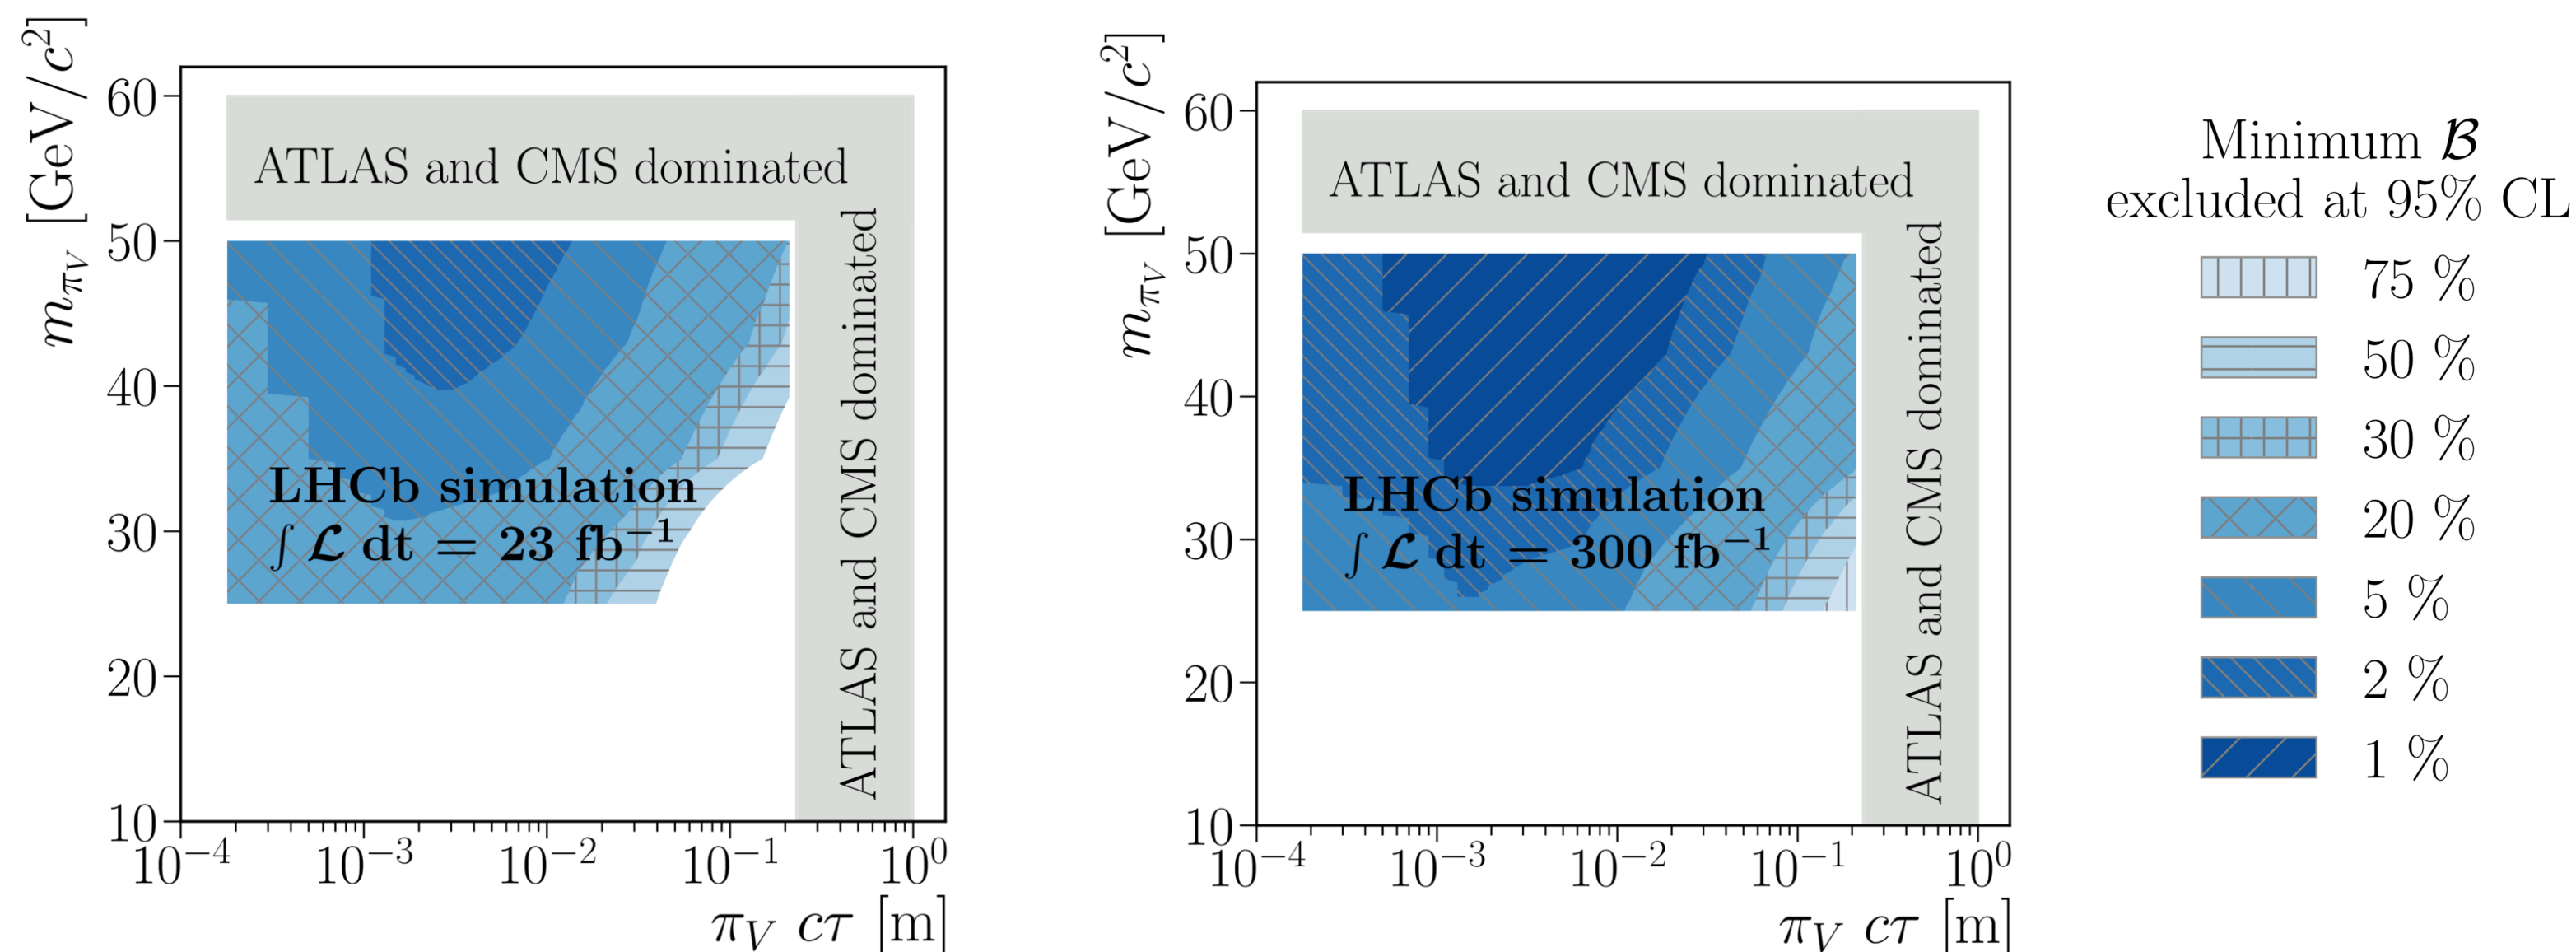 m_{π_V} [GeV/c²]
60
50
40
30
20
10
ATLAS and CMS dominated
ATLAS and CMS dominated
LHCb simulation
∫ ℒ dt = 23 fb⁻¹
10⁻⁴ 10⁻³ 10⁻² 10⁻¹ 10⁰
π_V cτ [m]
m_{π_V} [GeV/c²]
60
50
40
30
20
10
ATLAS and CMS dominated
ATLAS and CMS dominated
LHCb simulation
∫ ℒ dt = 300 fb⁻¹
10⁻⁴ 10⁻³ 10⁻² 10⁻¹ 10⁰
π_V cτ [m]
Minimum ℬ
excluded at 95% CL
75 %
50 %
30 %
20 %
5 %
2 %
1 %